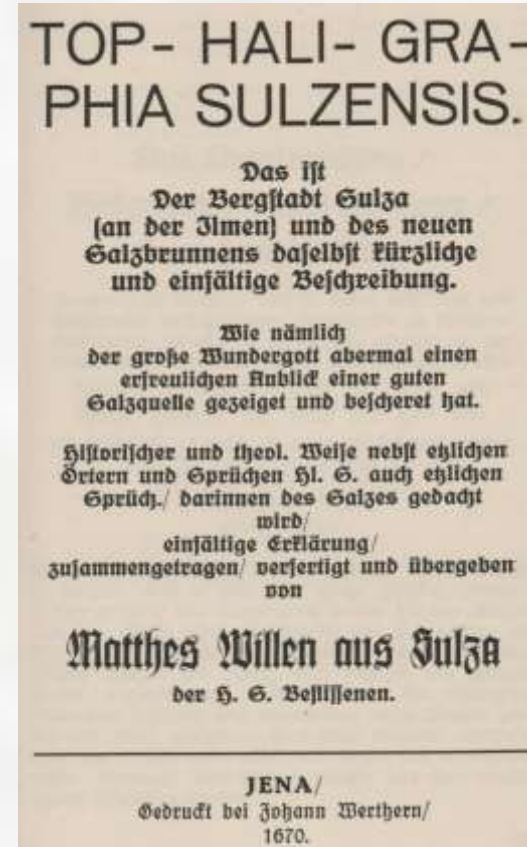 TOP- HALI- GRA-
PHIA SULZENSIS.
Das ist
Der Bergstadt Sulza
(an der Ilmen) und des neuen
Salzbrunnens daselbst kürzliche
und einfältige Beschreibung.
Wie nämlich
der große Wundergott abermal einen
erfreulichen Anblick einer guten
Salzquelle gezeiget und bescheret hat.
Historischer und theol. Weise nebst etzlichen
Örtern und Sprüchen Hl. S. auch etzlichen
Sprüch./ darinnen des Salzes gedacht
wird/
einfältige Erklärung/
zusammengetragen/ verfertigt und übergeben
von
Matthes Willen aus Sulza
der H. S. Beflissenen.
JENA/
Gedruckt bei Johann Werthern/
1670.